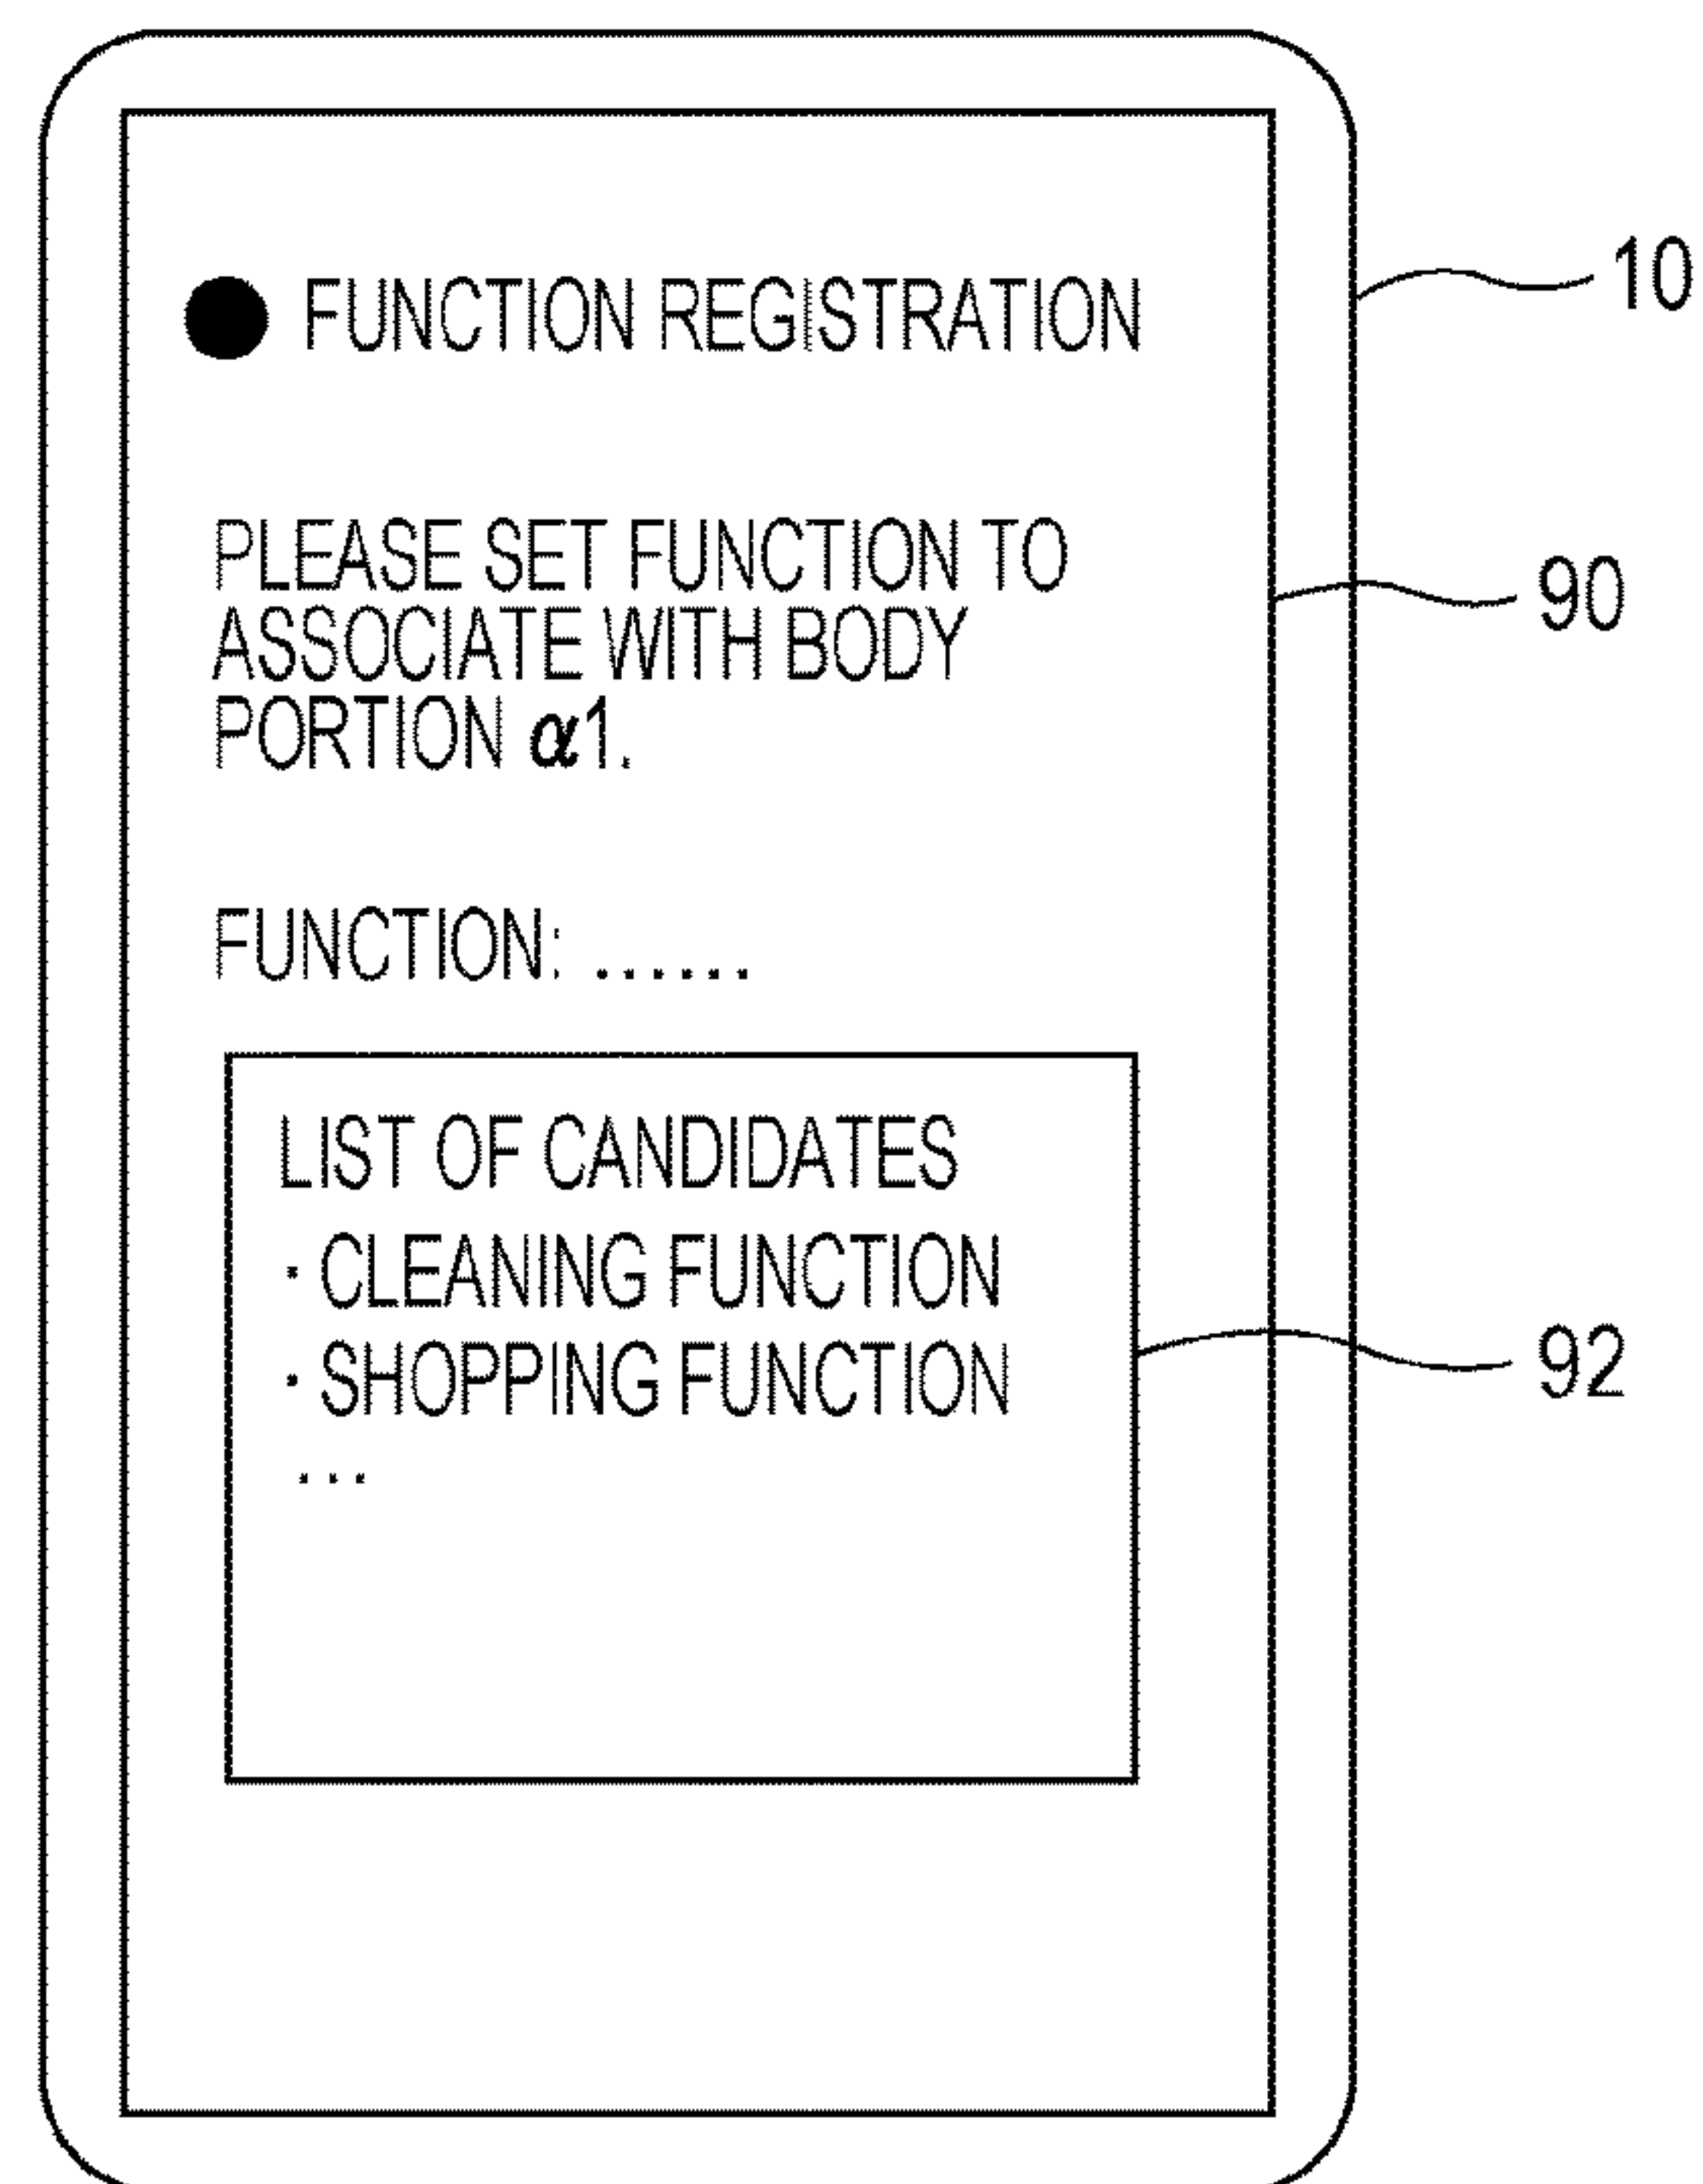 ● FUNCTION REGISTRATION
10
PLEASE SET FUNCTION TO
ASSOCIATE WITH BODY
PORTION α1.
90
FUNCTION: ......
LIST OF CANDIDATES
· CLEANING FUNCTION
· SHOPPING FUNCTION
...
92